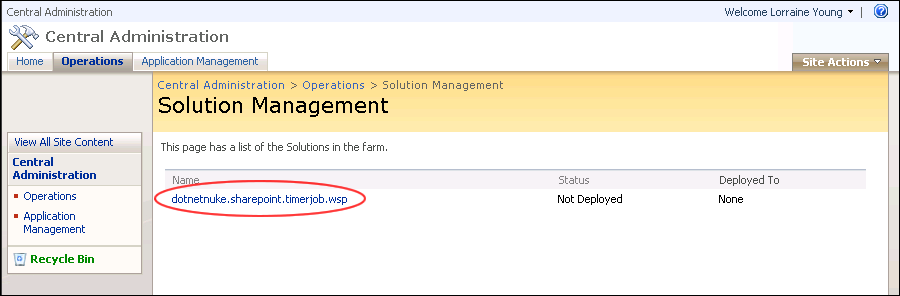 Central Administration
Welcome Lorraine Young
Central Administration
Home Operations Application Management
Site Actions
Central Administration > Operations > Solution Management
Solution Management
View All Site Content
Central
Administration
Operations
Application
Management
Recycle Bin
This page has a list of the Solutions in the farm.
Name Status Deployed To
dotnetnuke.sharepoint.timerjob.wsp Not Deployed None